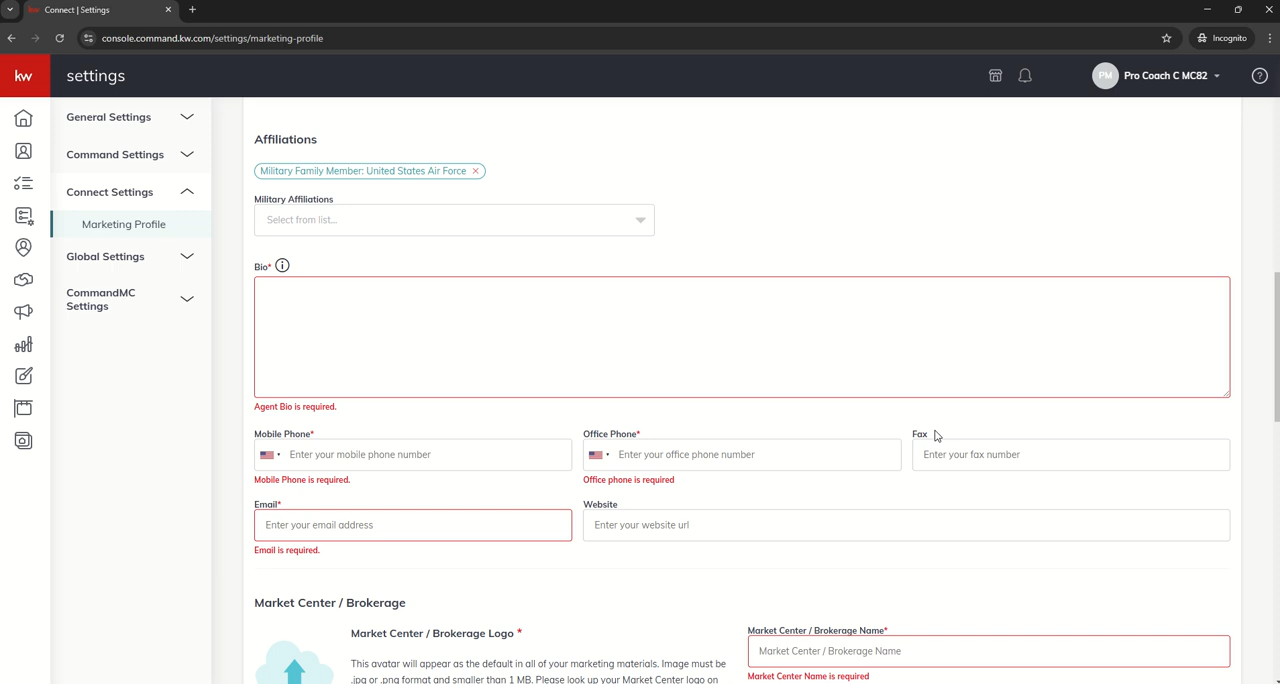 Connect | Settings
console.command.kw.com/settings/marketing-profile
Incognito
kw
settings
PM
Pro Coach C MC82
General Settings
Command Settings
Connect Settings
Marketing Profile
Global Settings
CommandMC
Settings
Affiliations
Military Family Member: United States Air Force
Military Affiliations
Select from list...
Bio*
Agent Bio is required.
Mobile Phone*
Office Phone*
Fax
Enter your mobile phone number
Enter your office phone number
Enter your fax number
Mobile Phone is required.
Office phone is required
Email*
Website
Enter your email address
Enter your website url
Email is required.
Market Center / Brokerage
Market Center / Brokerage Logo *
Market Center / Brokerage Name*
This avatar will appear as the default in all of your marketing materials. Image must be
Market Center / Brokerage Name
.jpg or .png format and smaller than 1 MB. Please look up your Market Center logo on
Market Center Name is required